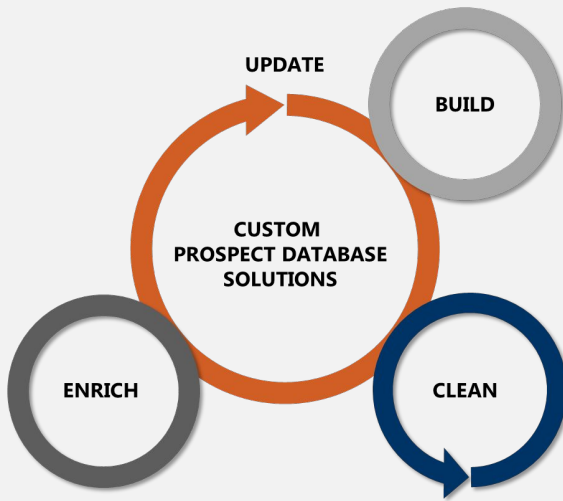 UPDATE
BUILD
CUSTOM
PROSPECT DATABASE
SOLUTIONS
ENRICH
CLEAN